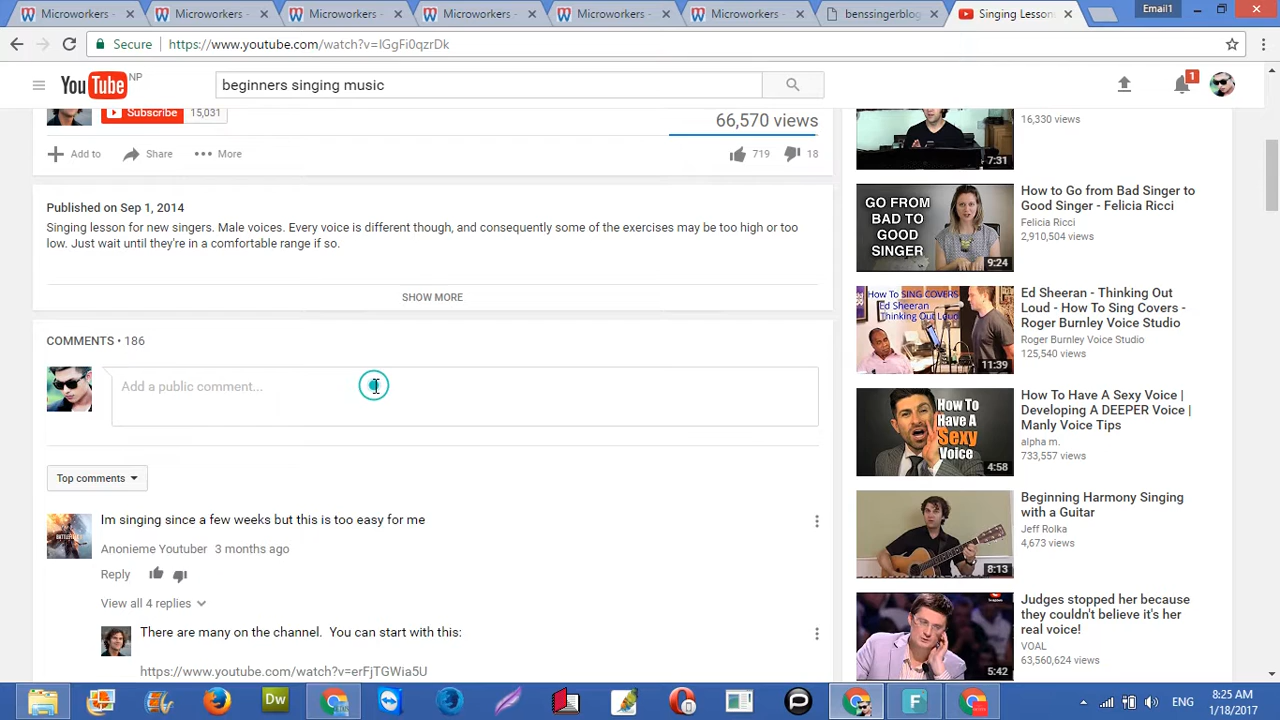 Microworkers -
Microworkers -
Microworkers -
Microworkers -
Microworkers -
Microworkers -
benssingerblog
Singing Lesson
Email1
Secure
https://www.youtube.com/watch?v=IGgFi0qzrDk
YouTube NP
beginners singing music
1
Subscribe 15,031
66,570 views
Add to
Share
More
719
18
Published on Sep 1, 2014
Singing lesson for new singers. Male voices. Every voice is different though, and consequently some of the exercises may be too high or too
low. Just wait until they're in a comfortable range if so.
SHOW MORE
COMMENTS • 186
Add a public comment...
Top comments
Im singing since a few weeks but this is too easy for me
Anonieme Youtuber 3 months ago
Reply
View all 4 replies
There are many on the channel. You can start with this:
https://www.youtube.com/watch?v=erFjTGWia5U
16,330 views
7:31
GO FROM
BAD TO
GOOD
SINGER
9:24
How to Go from Bad Singer to
Good Singer - Felicia Ricci
Felicia Ricci
2,910,504 views
How To SING COVERS
Ed Sheeran
Thinking Out Loud
11:39
Ed Sheeran - Thinking Out
Loud - How To Sing Covers -
Roger Burnley Voice Studio
Roger Burnley Voice Studio
125,540 views
How To
Have A
Sexy
Voice
4:58
How To Have A Sexy Voice |
Developing A DEEPER Voice |
Manly Voice Tips
alpha m.
733,557 views
8:13
Beginning Harmony Singing
with a Guitar
Jeff Rolka
4,673 views
5:42
Judges stopped her because
they couldn't believe it's her
real voice!
VOAL
63,560,624 views
Dw
F
ENG
8:25 AM
1/18/2017